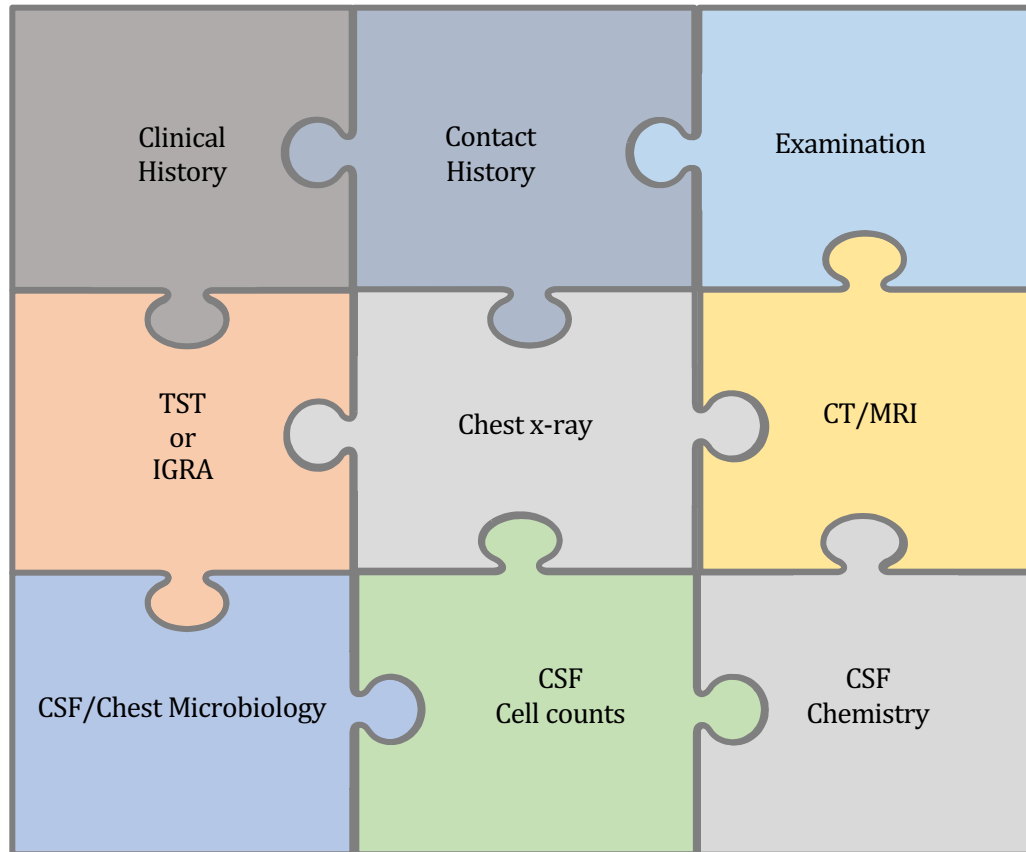 Clinical
History
Contact
History
Examination
TST
or
IGRA
Chest x-ray
CT/MRI
CSF/Chest Microbiology
CSF
Cell counts
CSF
Chemistry